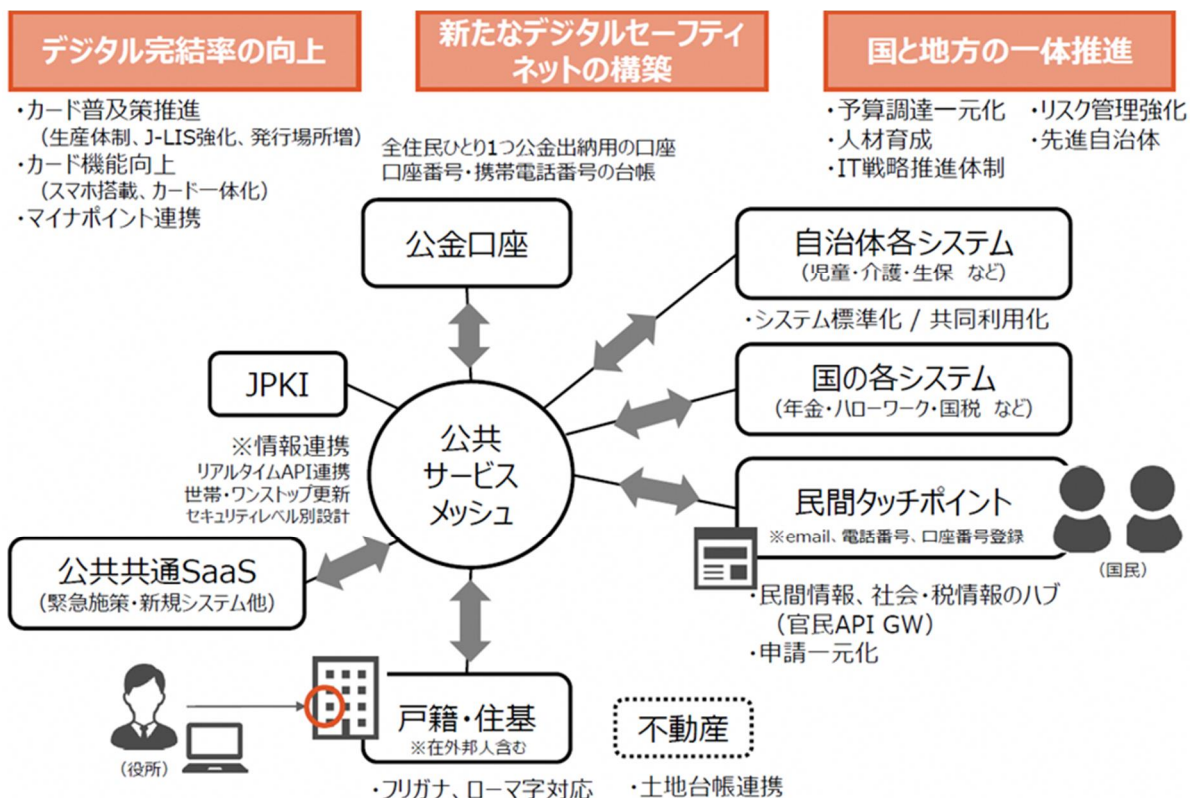 デジタル完結率の向上
・カード普及策推進
（生産体制、J-LIS強化、発行場所増）
・カード機能向上
（スマホ搭載、カード一体化）
・マイナポイント連携
新たなデジタルセーフティ
ネットの構築
全住民ひとり1つ公金出納用の口座
口座番号・携帯電話番号の台帳
国と地方の一体推進
・予算調達一元化
・人材育成
・IT戦略推進体制
・リスク管理強化
・先進自治体
公金口座
自治体各システム
（児童・介護・生保 など）
・システム標準化 / 共同利用化
JPKI
国の各システム
（年金・ハローワーク・国税 など）
※情報連携
リアルタイムAPI連携
世帯・ワンストップ更新
セキュリティレベル別設計
公共
サービス
メッシュ
民間タッチポイント
※email、電話番号、口座番号登録
（国民）
・民間情報、社会・税情報のハブ
（官民API GW）
・申請一元化
公共共通SaaS
（緊急施策・新規システム他）
（役所）
戸籍・住基
※在外邦人含む
・フリガナ、ローマ字対応
不動産
・土地台帳連携